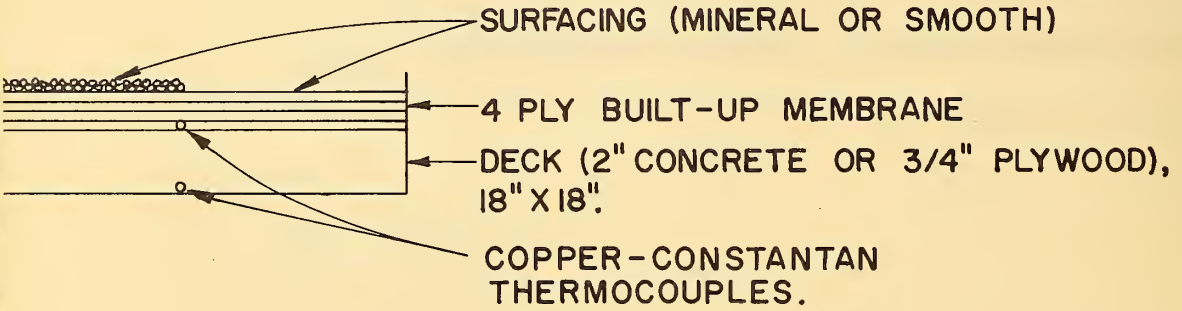 SURFACING (MINERAL OR SMOOTH)
4 PLY BUILT-UP MEMBRANE
DECK (2" CONCRETE OR 3/4" PLYWOOD),
18" X 18".
COPPER-CONSTANTAN
THERMOCOUPLES.